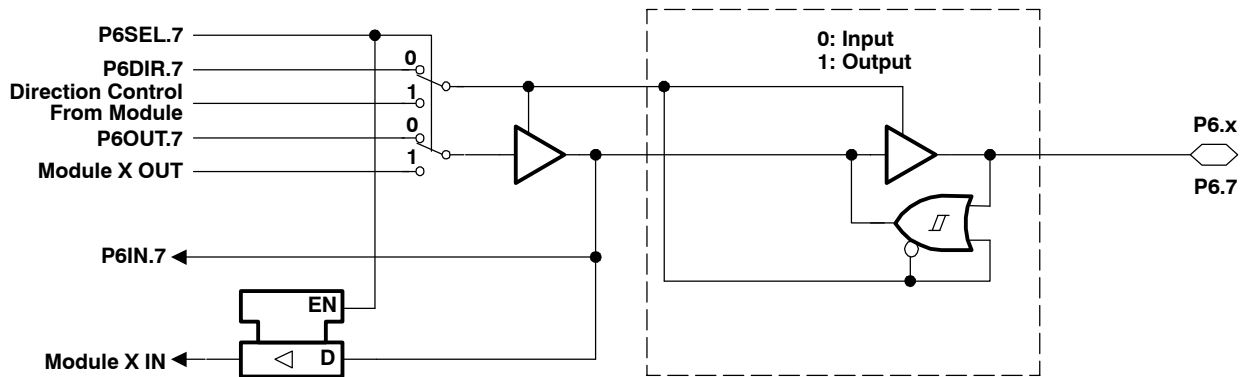 P6SEL.7
P6DIR.7
Direction Control
From Module
P6OUT.7
Module X OUT
P6IN.7
Module X IN
0
1
0
1
EN
D
0: Input
1: Output
P6.x
P6.7